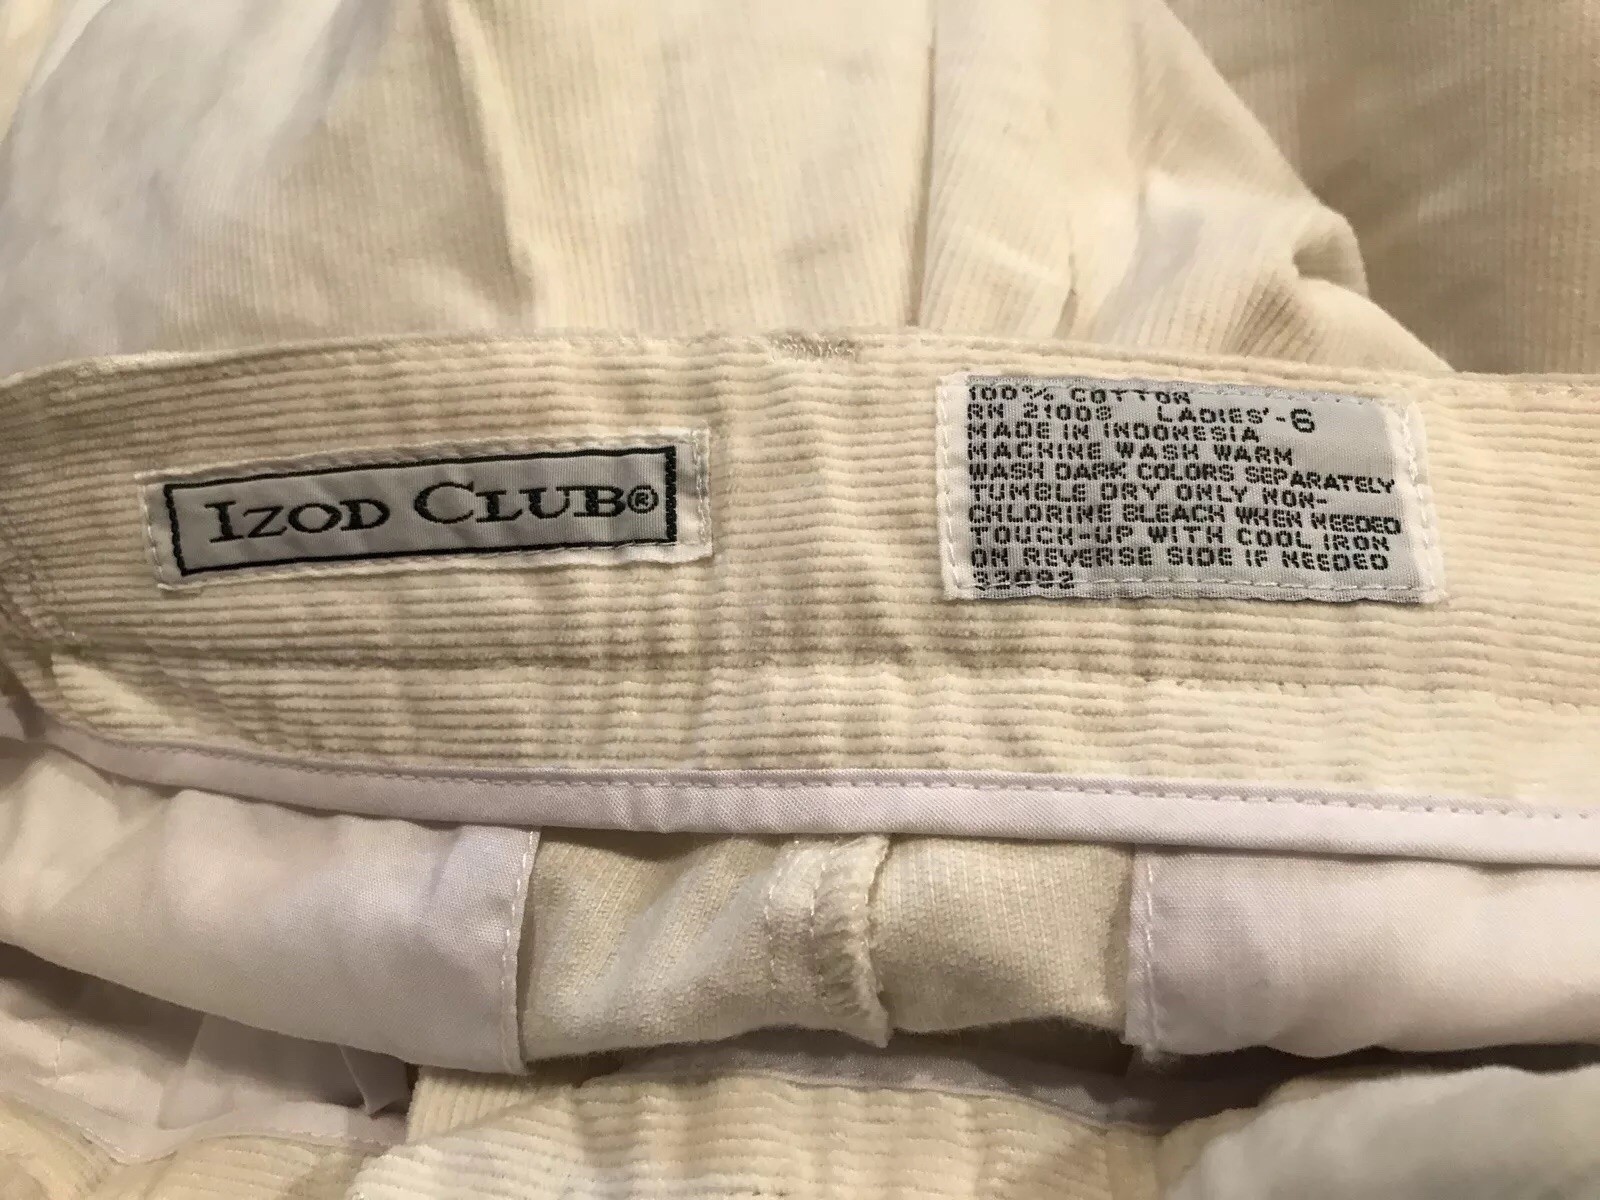 IZOD CLUB®
100% COTTON
RN 21008 LADIES'-6
MADE IN INDONESIA
MACHINE WASH WARM
WASH DARK COLORS SEPARATELY
TUMBLE DRY ONLY NON-
CHLORINE BLEACH WHEN NEEDED
TOUCH-UP WITH COOL IRON
ON REVERSE SIDE IF NEEDED